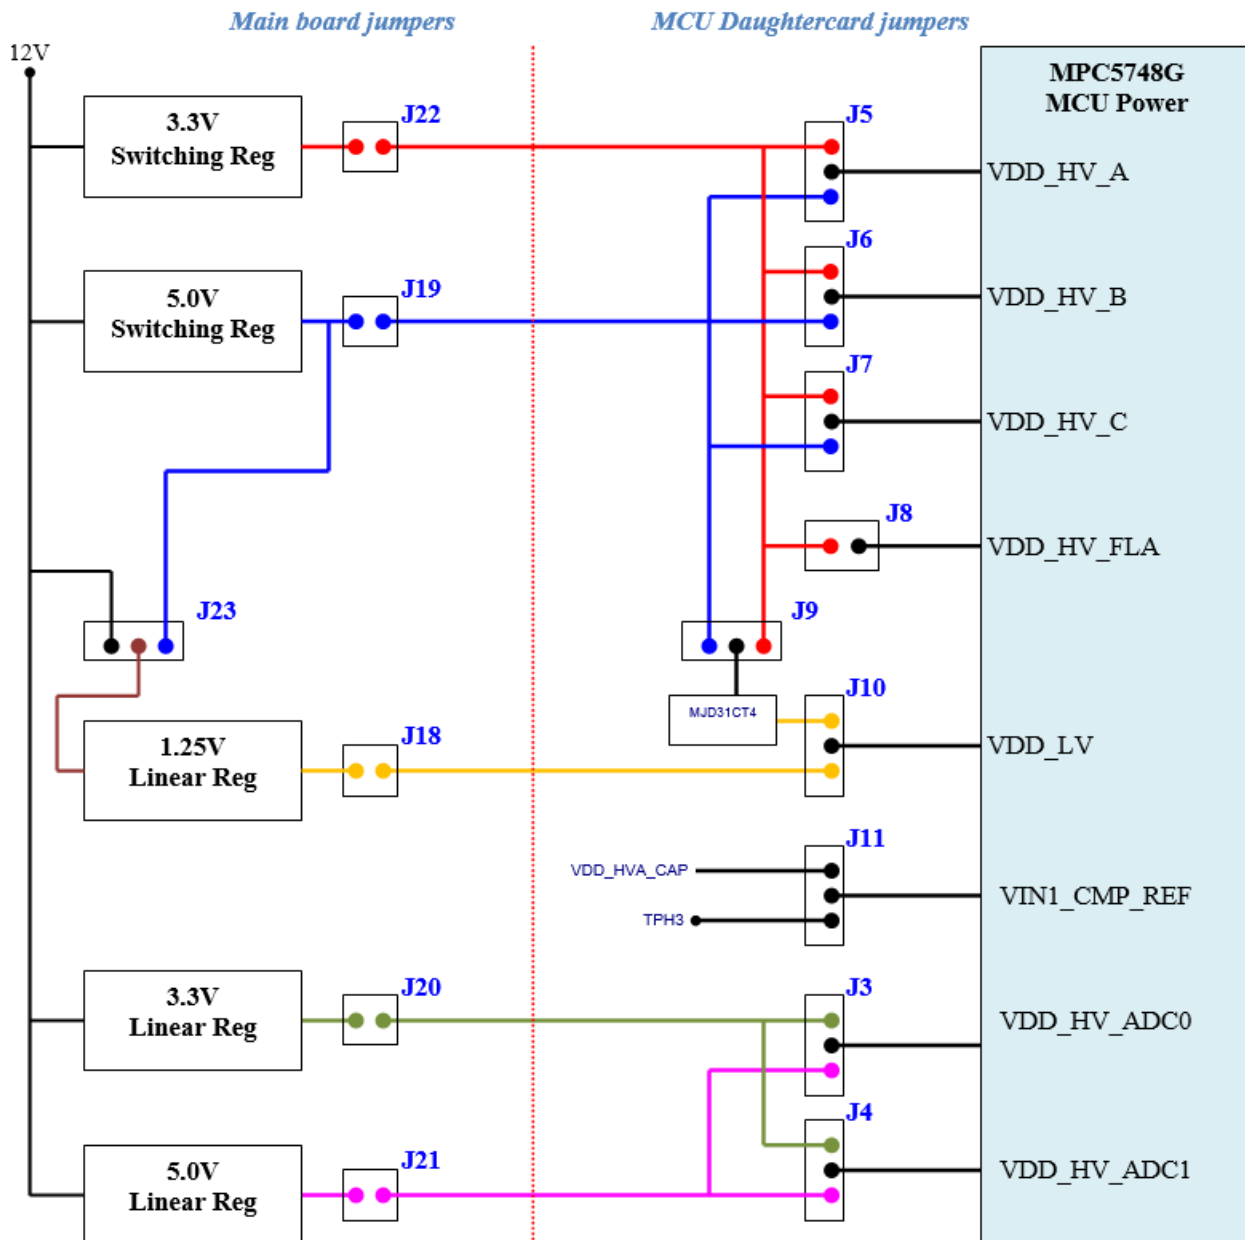 Main board jumpers
MCU Daughtercard jumpers
12V
MPC5748G
MCU Power
3.3V
Switching Reg
J22
J5
VDD_HV_A
J6
5.0V
Switching Reg
J19
VDD_HV_B
J7
VDD_HV_C
J8
VDD_HV_FLA
J23
J9
MJD31CT4
J10
1.25V
Linear Reg
J18
VDD_LV
J11
VDD_HVA_CAP
VIN1_CMP_REF
TPH3
3.3V
Linear Reg
J20
J3
VDD_HV_ADC0
J4
5.0V
Linear Reg
J21
VDD_HV_ADC1